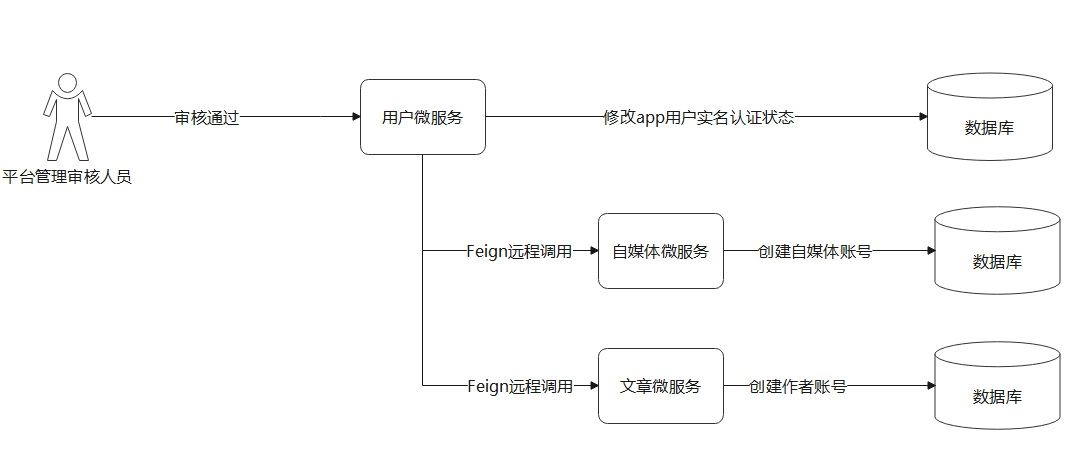 平台管理审核人员
审核通过
用户微服务
修改app用户实名认证状态
数据库
Feign远程调用
自媒体微服务
创建自媒体账号
数据库
Feign远程调用
文章微服务
创建作者账号
数据库